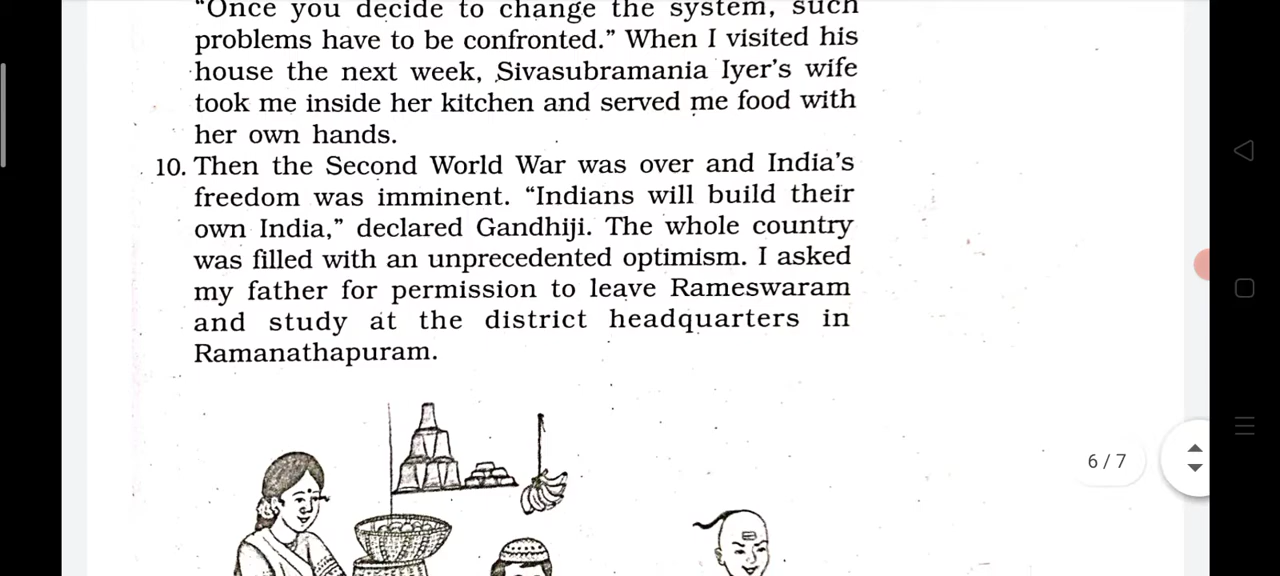 "Once you decide to change the system, such
problems have to be confronted." When I visited his
house the next week, Sivasubramania Iyer's wife
took me inside her kitchen and served me food with
her own hands.
10. Then the Second World War was over and India's
freedom was imminent. "Indians will build their
own India," declared Gandhiji. The whole country
was filled with an unprecedented optimism. I asked
my father for permission to leave Rameswaram
and study at the district headquarters in
Ramanathapuram.
6 / 7